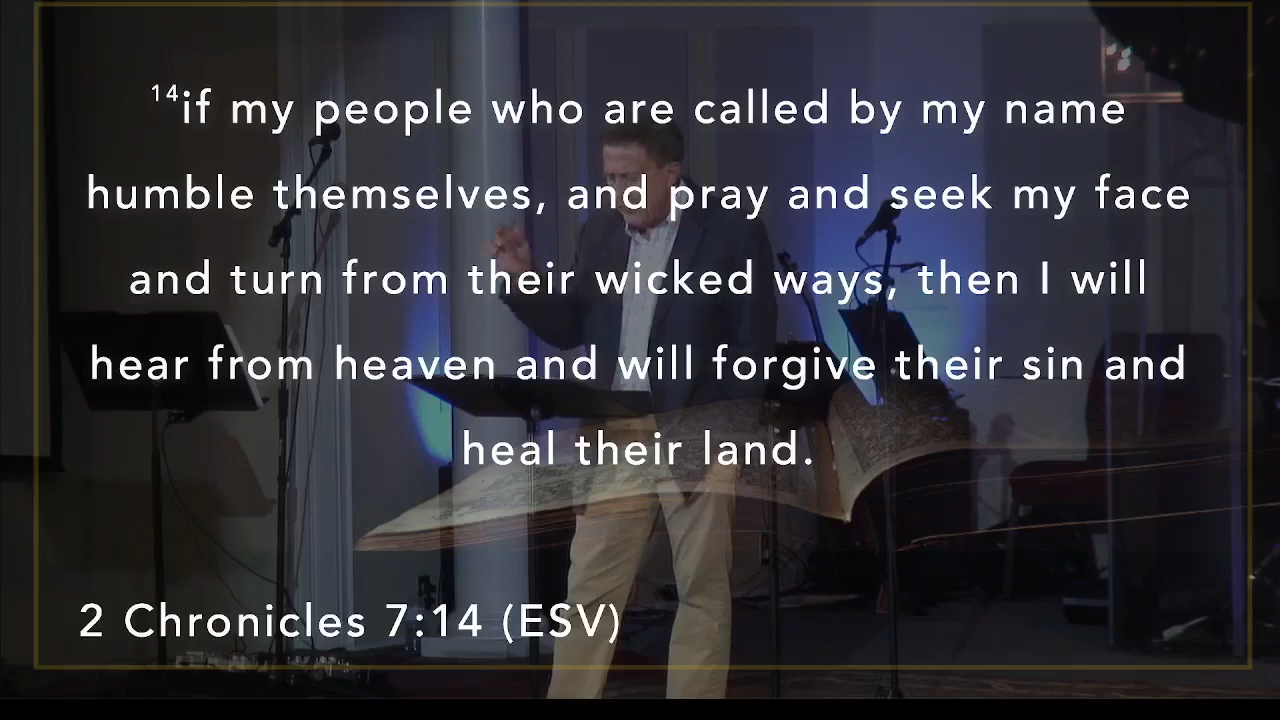 14if my people who are called by my name
humble themselves, and pray and seek my face
and turn from their wicked ways, then I will
hear from heaven and will forgive their sin and
heal their land.
2 Chronicles 7:14 (ESV)